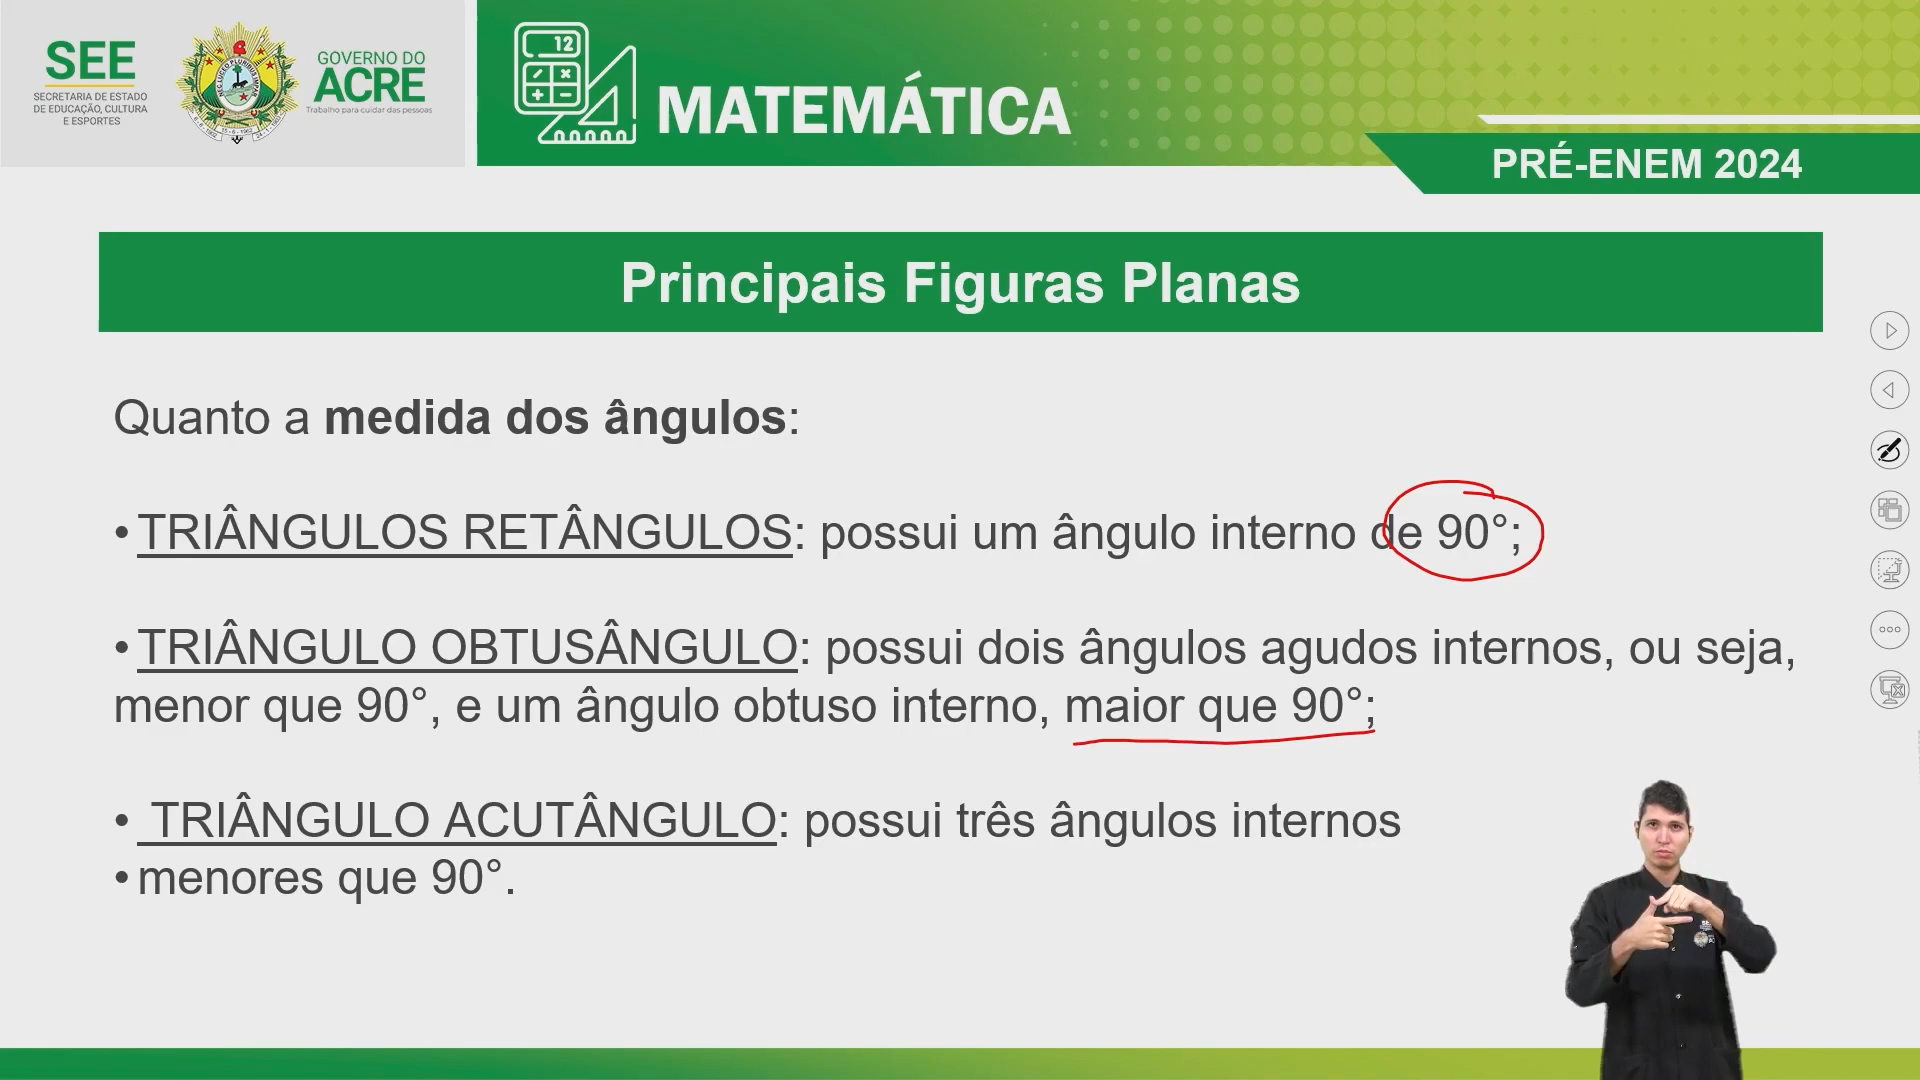 SEE
SECRETARIA DE ESTADO
DE EDUCAÇÃO, CULTURA
E ESPORTES
GOVERNO DO
ACRE
Trabalho para cuidar das pessoas
12
MATEMÁTICA
PRÉ-ENEM 2024
Principais Figuras Planas
Quanto a medida dos ângulos:
• TRIÂNGULOS RETÂNGULOS: possui um ângulo interno de 90°;
• TRIÂNGULO OBTUSÂNGULO: possui dois ângulos agudos internos, ou seja,
menor que 90°, e um ângulo obtuso interno, maior que 90°;
• TRIÂNGULO ACUTÂNGULO: possui três ângulos internos
• menores que 90°.